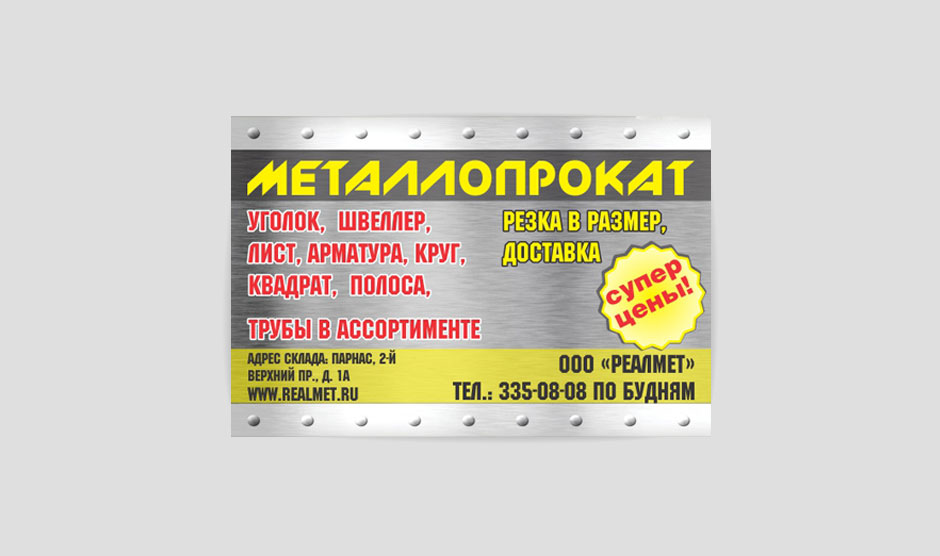 МЕТАЛЛОПРОКАТ
УГОЛОК, ШВЕЛЛЕР,
ЛИСТ, АРМАТУРА, КРУГ,
КВАДРАТ, ПОЛОСА,
ТРУБЫ В АССОРТИМЕНТЕ
РЕЗКА В РАЗМЕР,
ДОСТАВКА
супер
цены!
АДРЕС СКЛАДА: ПАРНАС, 2-Й
ВЕРХНИЙ ПР., Д. 1А
WWW.REALMET.RU
ООО «РЕАЛМЕТ»
ТЕЛ.: 335-08-08 ПО БУДНЯМ